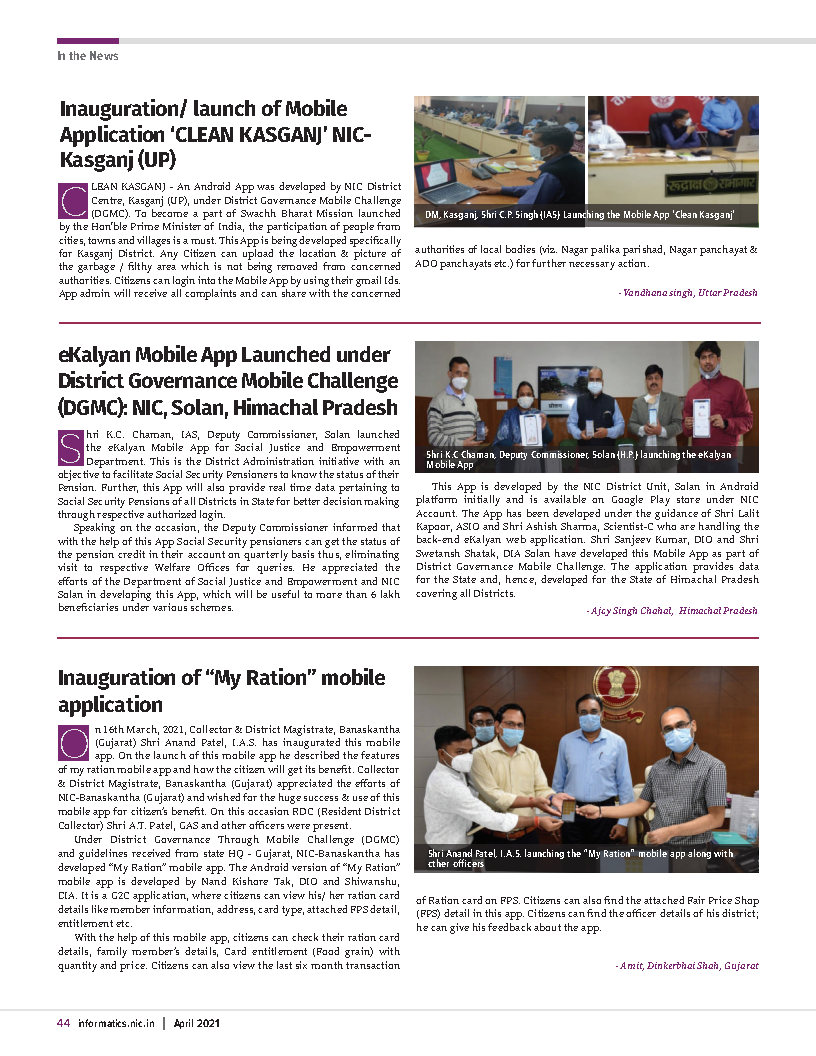 In the News
Inauguration/ launch of Mobile
Application ‘CLEAN KASGANJ’ NIC-
Kasganj (UP)
CLEAN KASGANJ - An Android App was developed by NIC District
Centre, Kasganj (UP), under District Governance Mobile Challenge
(DGMC). To become a part of Swachh Bharat Mission launched
by the Hon'ble Prime Minister of India, the participation of people from
cities, towns and villages is a must. This App is being developed specifically
for Kasganj District. Any Citizen can upload the location & picture of
the garbage / filthy area which is not being removed from concerned
authorities. Citizens can login into the Mobile App by using their gmail Ids.
App admin will receive all complaints and can share with the concerned
DM, Kasganj, Shri C.P. Singh (IAS) Launching the Mobile App 'Clean Kasganj'
authorities of local bodies (viz. Nagar palika parishad, Nagar panchayat &
ADO panchayats etc.) for further necessary action.
- Vandhana singh, Uttar Pradesh
eKalyan Mobile App Launched under
District Governance Mobile Challenge
(DGMC): NIC, Solan, Himachal Pradesh
Shri K.C. Chaman, IAS, Deputy Commissioner, Solan launched
the eKalyan Mobile App for Social Justice and Empowerment
Department. This is the District Administration initiative with an
objective to facilitate Social Security Pensioners to know the status of their
Pension. Further, this App will also provide real time data pertaining to
Social Security Pensions of all Districts in State for better decision making
through respective authorized login.
Speaking on the occasion, the Deputy Commissioner informed that
with the help of this App Social Security pensioners can get the status of
the pension credit in their account on quarterly basis thus, eliminating
visit to respective Welfare Offices for queries. He appreciated the
efforts of the Department of Social Justice and Empowerment and NIC
Solan in developing this App, which will be useful to more than 6 lakh
beneficiaries under various schemes.
Shri K.C Chaman, Deputy Commissioner, Solan (H.P.) launching the eKalyan
Mobile App
This App is developed by the NIC District Unit, Solan in Android
platform initially and is available on Google Play store under NIC
Account. The App has been developed under the guidance of Shri Lalit
Kapoor, ASIO and Shri Ashish Sharma, Scientist-C who are handling the
back-end eKalyan web application. Shri Sanjeev Kumar, DIO and Shri
Swetansh Shatak, DIA Solan have developed this Mobile App as part of
District Governance Mobile Challenge. The application provides data
for the State and, hence, developed for the State of Himachal Pradesh
covering all Districts.
- Ajay Singh Chahal, Himachal Pradesh
Inauguration of “My Ration” mobile
application
On 16th March, 2021, Collector & District Magistrate, Banaskantha
(Gujarat) Shri Anand Patel, I.A.S. has inaugurated this mobile
app. On the launch of this mobile app he described the features
of my ration mobile app and how the citizen will get its benefit. Collector
& District Magistrate, Banaskantha (Gujarat) appreciated the efforts of
NIC-Banaskantha (Gujarat) and wished for the huge success & use of this
mobile app for citizen's benefit. On this occasion RDC (Resident District
Collector) Shri A.T. Patel, GAS and other officers were present.
Under District Governance Through Mobile Challenge (DGMC)
and guidelines received from state HQ - Gujarat, NIC-Banaskantha has
developed “My Ration” mobile app. The Android version of “My Ration”
mobile app is developed by Nand Kishore Tak, DIO and Shiwanshu,
DIA. It is a G2C application, where citizens can view his/ her ration card
details like member information, address, card type, attached FPS detail,
entitlement etc.
With the help of this mobile app, citizens can check their ration card
details, family member's details, Card entitlement (Food grain) with
quantity and price. Citizens can also view the last six month transaction
Shri Anand Patel, I.A.S. launching the “My Ration” mobile app along with
other officers
of Ration card on FPS. Citizens can also find the attached Fair Price Shop
(FPS) detail in this app. Citizens can find the officer details of his district;
he can give his feedback about the app.
- Amit, Dinkerbhai Shah, Gujarat
44 informatics.nic.in | April 2021